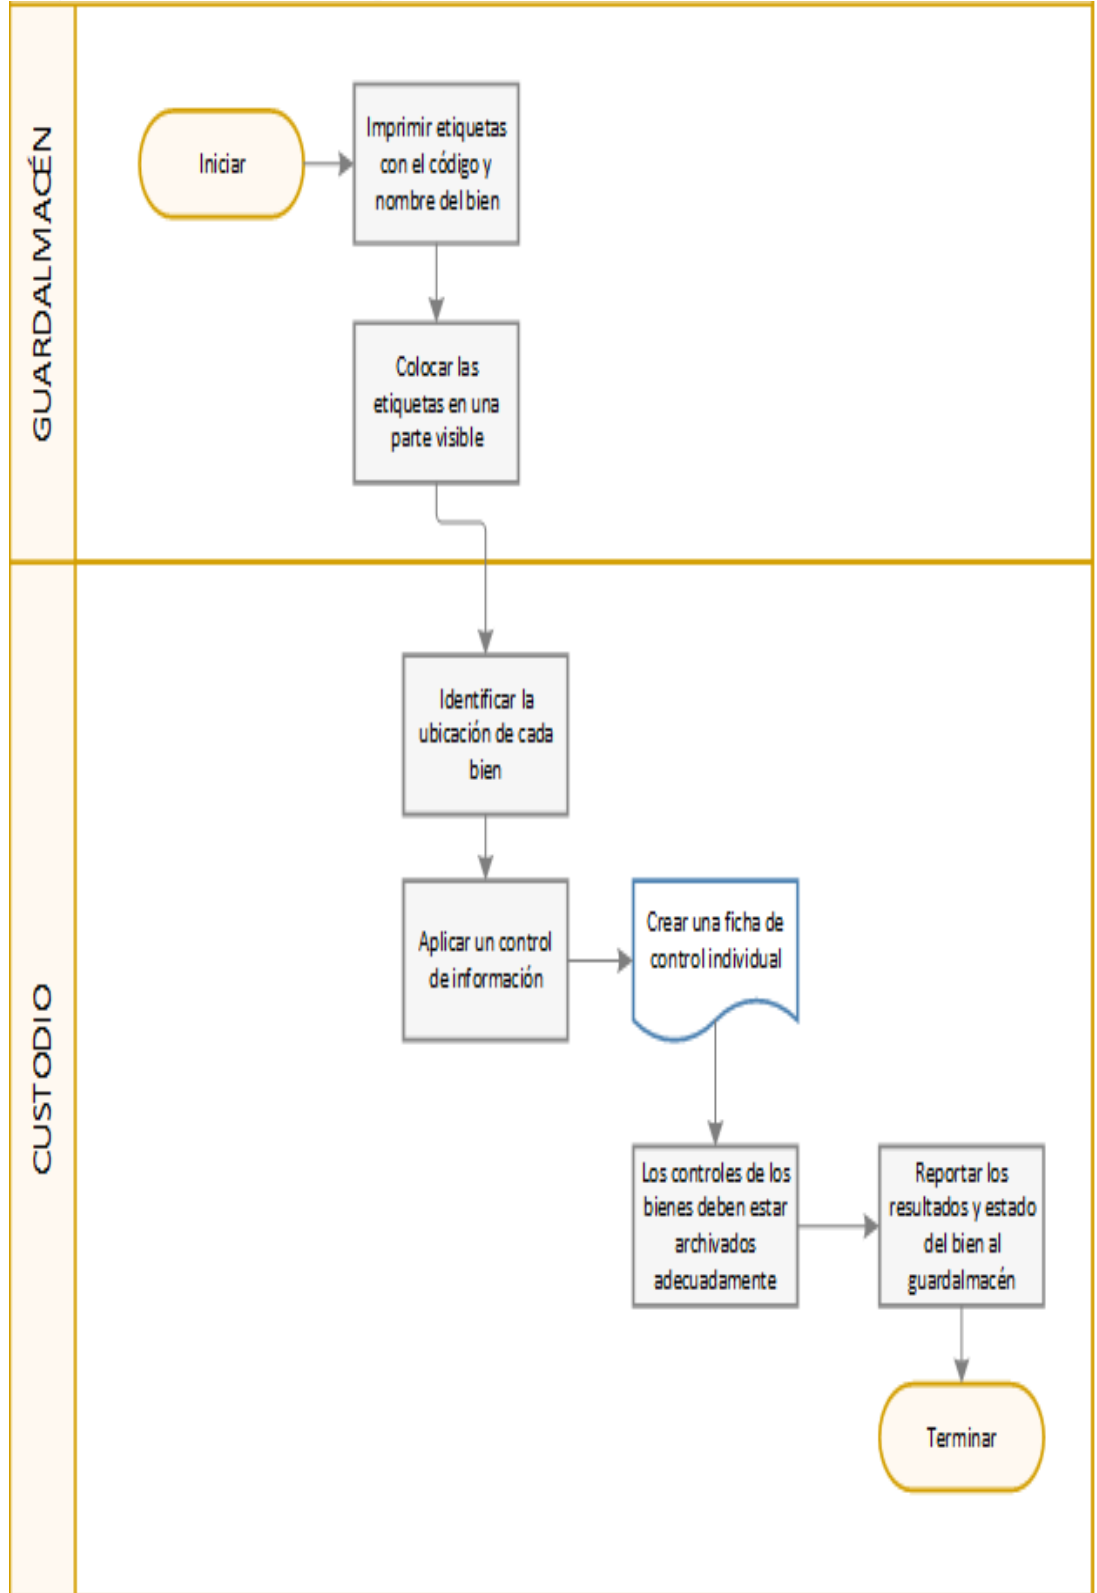 GUARDALMACÉN
Iniciar
Imprimir etiquetas
con el código y
nombre del bien
Colocar las
etiquetas en una
parte visible
CUSTODIO
Identificar la
ubicación de cada
bien
Aplicar un control
de información
Crear una ficha de
control individual
Los controles de los
bienes deben estar
archivados
adecuadamente
Reportar los
resultados y estado
del bien al
guardalmacén
Terminar